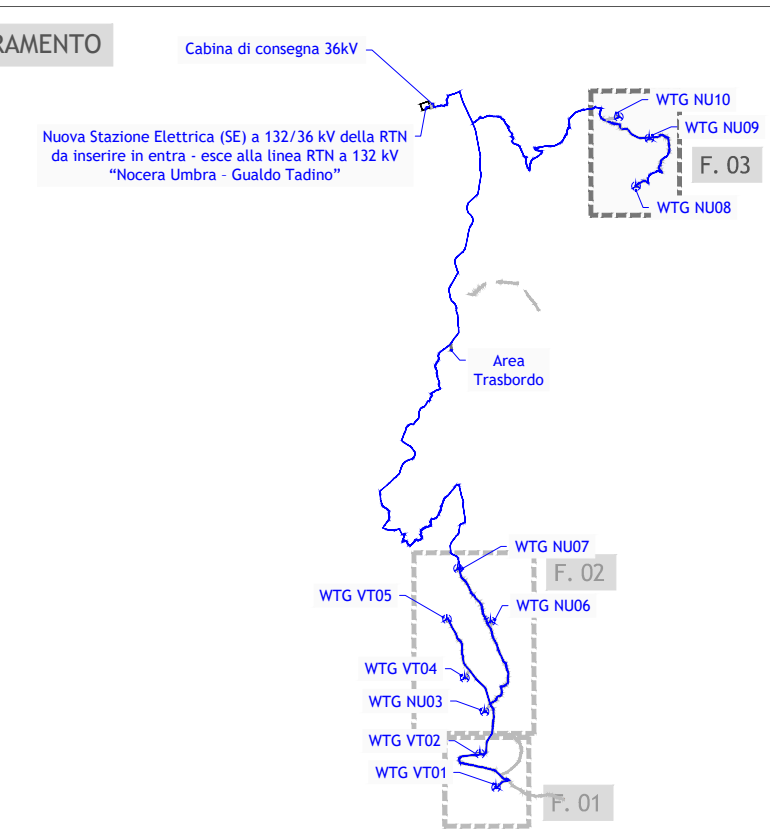 RAMENTO
Cabina di consegna 36kV
Nuova Stazione Elettrica (SE) a 132/36 kV della RTN
da inserire in entra - esce alla linea RTN a 132 kV
“Nocera Umbra - Gualdo Tadino”
WTG NU10
WTG NU09
F. 03
WTG NU08
Area
Trasbordo
WTG NU07
F. 02
WTG VT05
WTG NU06
WTG VT04
WTG NU03
WTG VT02
WTG VT01
F. 01